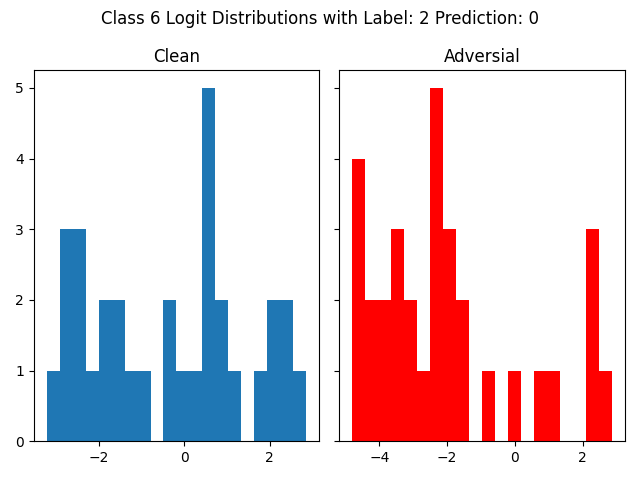 Class 6 Logit Distributions with Label: 2 Prediction: 0
Clean
Adversial
5
4
3
2
1
0
−2 0 2
−4 −2 0 2